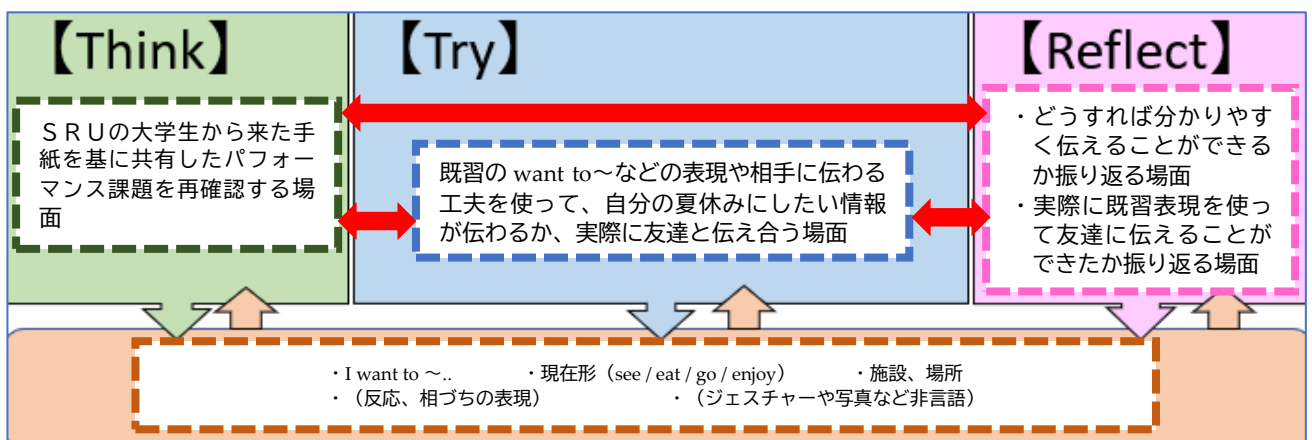 【Think】
ＳＲＵの大学生から来た手
紙を基に共有したパフォー
マンス課題を再確認する場
面
【Try】
既習の want to～などの表現や相手に伝わる
工夫を使って、自分の夏休みにしたい情報
が伝わるか、実際に友達と伝え合う場面
【Reflect】
・どうすれば分かりやす
く伝えることができる
か振り返る場面
・実際に既習表現を使っ
て友達に伝えることが
できたか振り返る場面
・I want to ～..　・現在形（see / eat / go / enjoy）　・施設、場所
・（反応、相づちの表現）　・（ジェスチャーや写真など非言語）